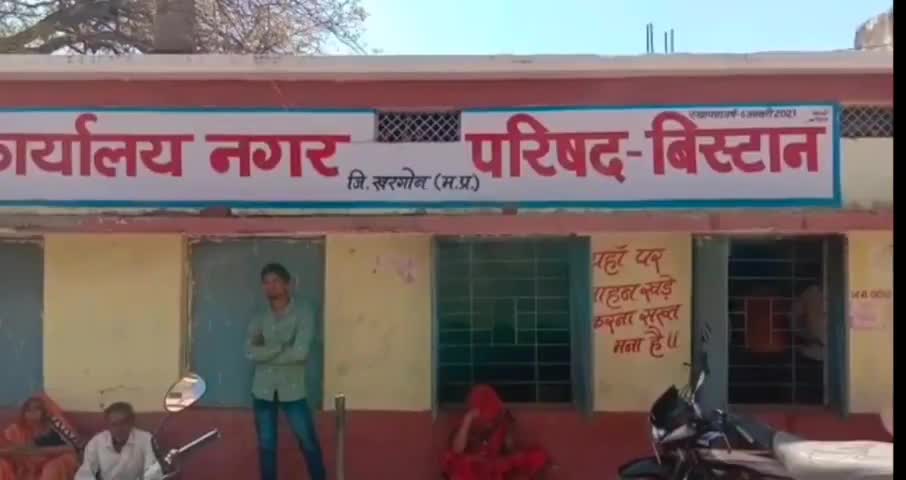 कार्यालय नगर परिषद - बिस्टान
जि. खरगोन (म.प्र.)
यहाँ पर
वाहन खड़े
करना सख्त
मना है।।